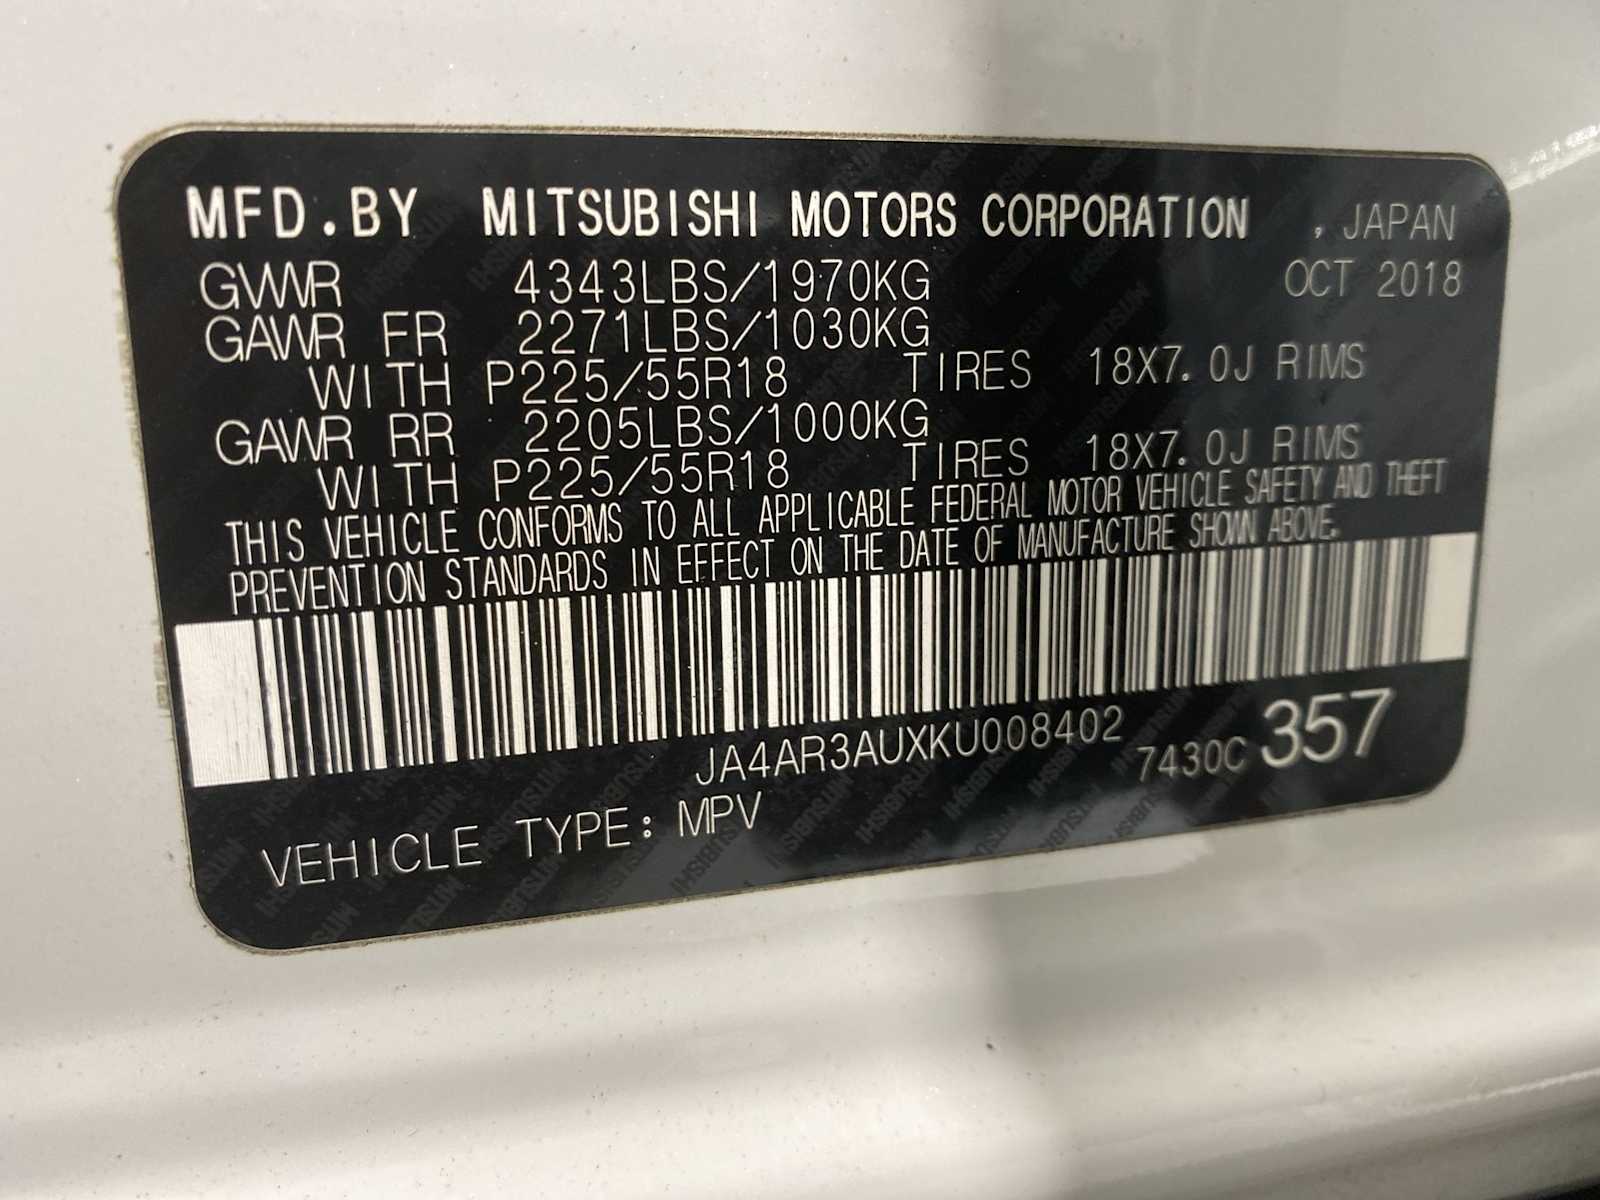 MFD.BY MITSUBISHI MOTORS CORPORATION , JAPAN
GVWR 4343LBS/1970KG OCT 2018
GAWR FR 2271LBS/1030KG
WITH P225/55R18 TIRES 18X7.0J RIMS
GAWR RR 2205LBS/1000KG
WITH P225/55R18 TIRES 18X7.0J RIMS
THIS VEHICLE CONFORMS TO ALL APPLICABLE FEDERAL MOTOR VEHICLE SAFETY AND THEFT
PREVENTION STANDARDS IN EFFECT ON THE DATE OF MANUFACTURE SHOWN ABOVE.
JA4AR3AUXKU008402 7430C 357
VEHICLE TYPE: MPV